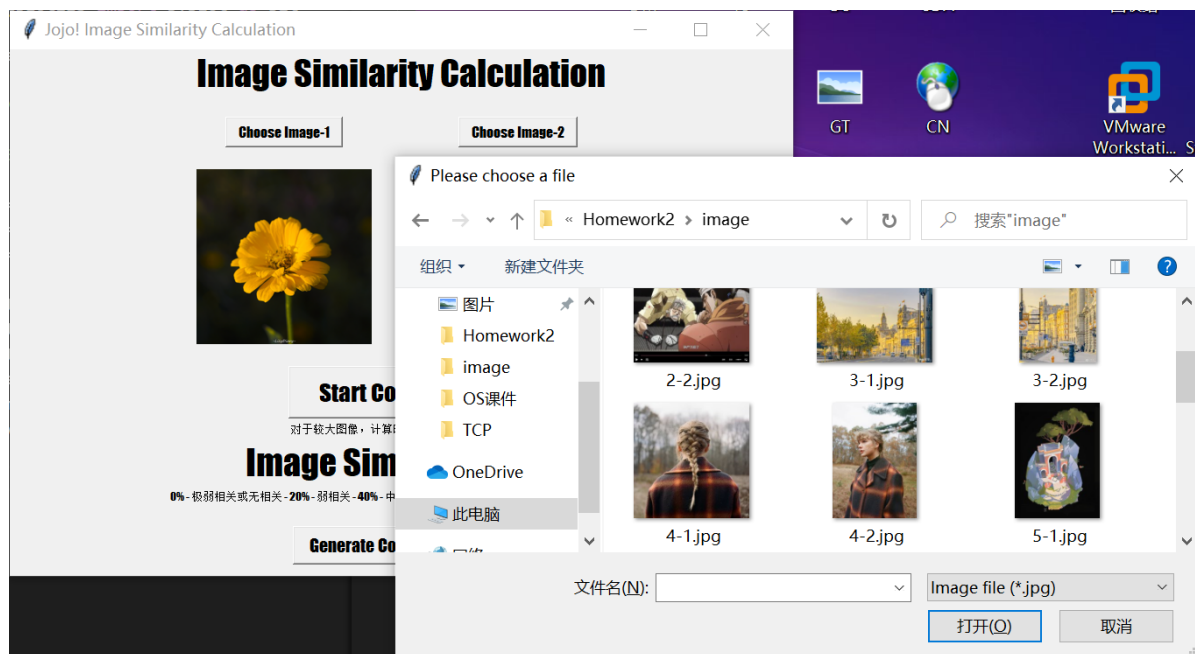 Jojo! Image Similarity Calculation
Image Similarity Calculation
Choose Image-1
Choose Image-2
Start Co
对于较大图像，计算
Image Sim
0%-极弱相关或无相关-20%-弱相关-40%-中
Generate Co
GT
CN
VMware
Workstati...
S
Please choose a file
« Homework2 > image
搜索"image"
组织
新建文件夹
图片
Homework2
image
OS课件
TCP
OneDrive
此电脑
2-2.jpg
3-1.jpg
3-2.jpg
4-1.jpg
4-2.jpg
5-1.jpg
文件名(N):
Image file (*.jpg)
打开(O)
取消